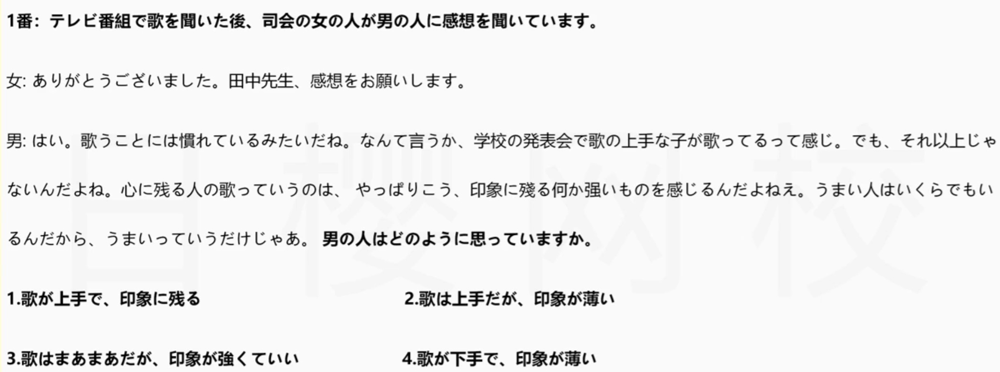 1番：テレビ番組で歌を聞いた後、司会の女の人が男の人に感想を聞いています。
女: ありがとうございました。田中先生、感想をお願いします。
男: はい。歌うことには慣れているみたいだね。なんて言うか、学校の発表会で歌の上手な子が歌ってるって感じ。でも、それ以上じゃ
ないんだよね。心に残る人の歌っていうのは、 やっぱりこう、印象に殘る何か强いものを感じるんだよねえ。うまい人はいくらでもい
るんだから、うまいっていうだけじゃあ。 男の人はどのように思っていますか。
1.歌が上手で、印象に残る 2.歌は上手だが、印象が薄い
3.歌はまあまあだが、印象が強くていい 4.歌が下手で、印象が薄い
日樱网校